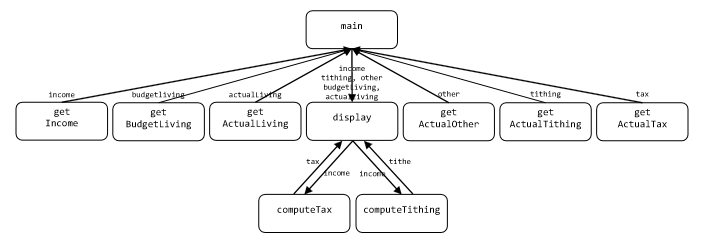 main
income
tithing, other
budgetliving,
actualliving
income
budgetliving
actualliving
other
tithing
tax
get
Income
get
BudgetLiving
get
ActualLiving
display
get
ActualOther
get
ActualTithing
get
ActualTax
tax
income
income
tithe
computeTax
computeTithing